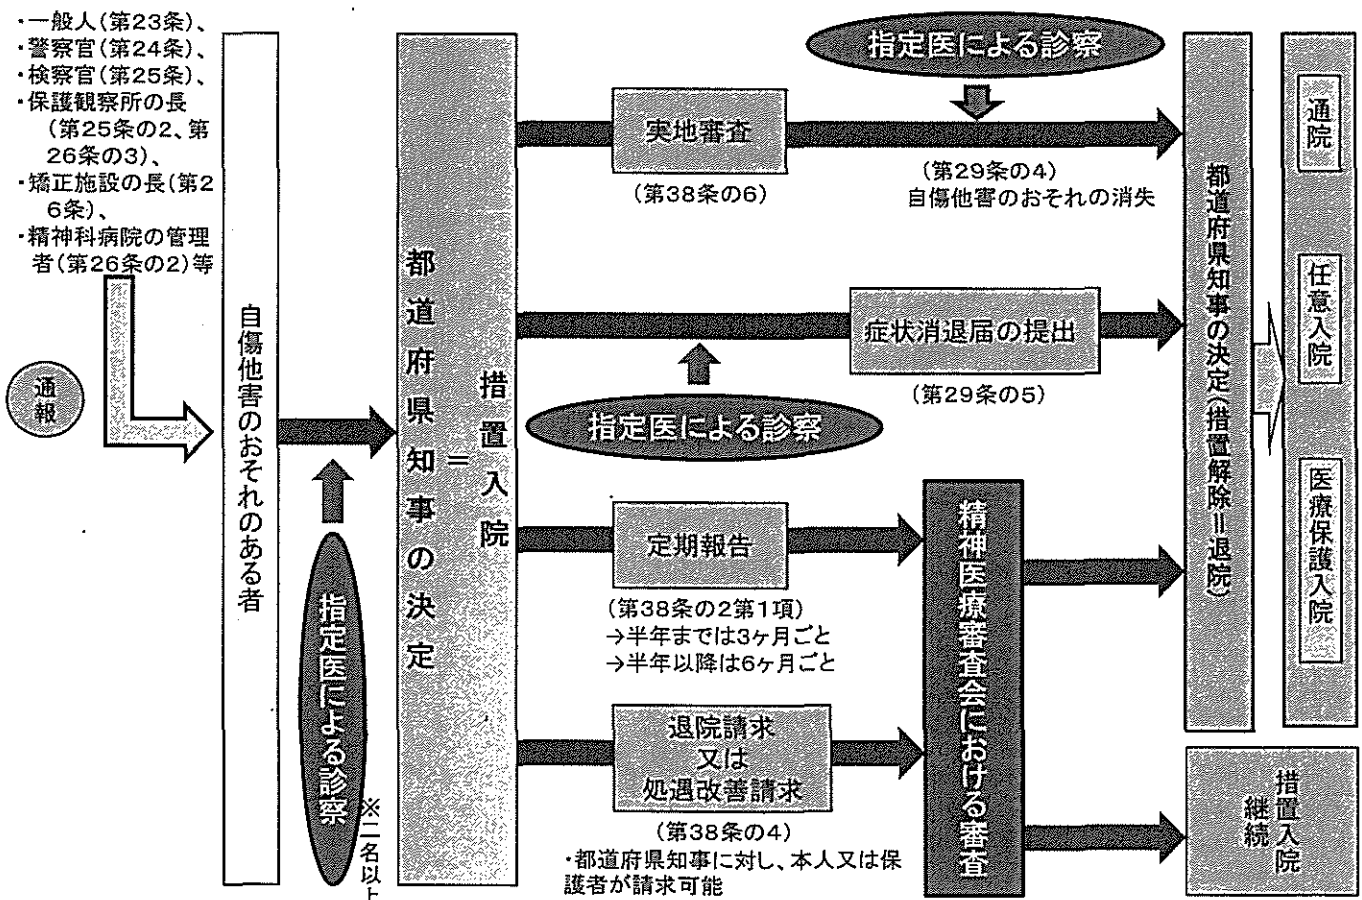 ・一般人(第23条)、
・警察官(第24条)、
・検察官(第25条)、
・保護観察所の長
(第25条の2、第
26条の3)、
・矯正施設の長(第2
6条)、
・精神科病院の管理
者(第26条の2)等
通報
自傷他害のおそれのある者
指定医による診察
※二名以上
都道府県知事の決定
=
措置入院
実地審査
(第38条の6)
指定医による診察
(第29条の4)
自傷他害のおそれの消失
症状消退届の提出
(第29条の5)
指定医による診察
定期報告
(第38条の2第1項)
→半年までは3ヶ月ごと
→半年以降は6ヶ月ごと
退院請求
又は
処遇改善請求
(第38条の4)
・都道府県知事に対し、本人又は保
護者が請求可能
精神医療審査会における審査
都道府県知事の決定(措置解除=退院)
通院
任意入院
医療保護入院
措置入院
継続